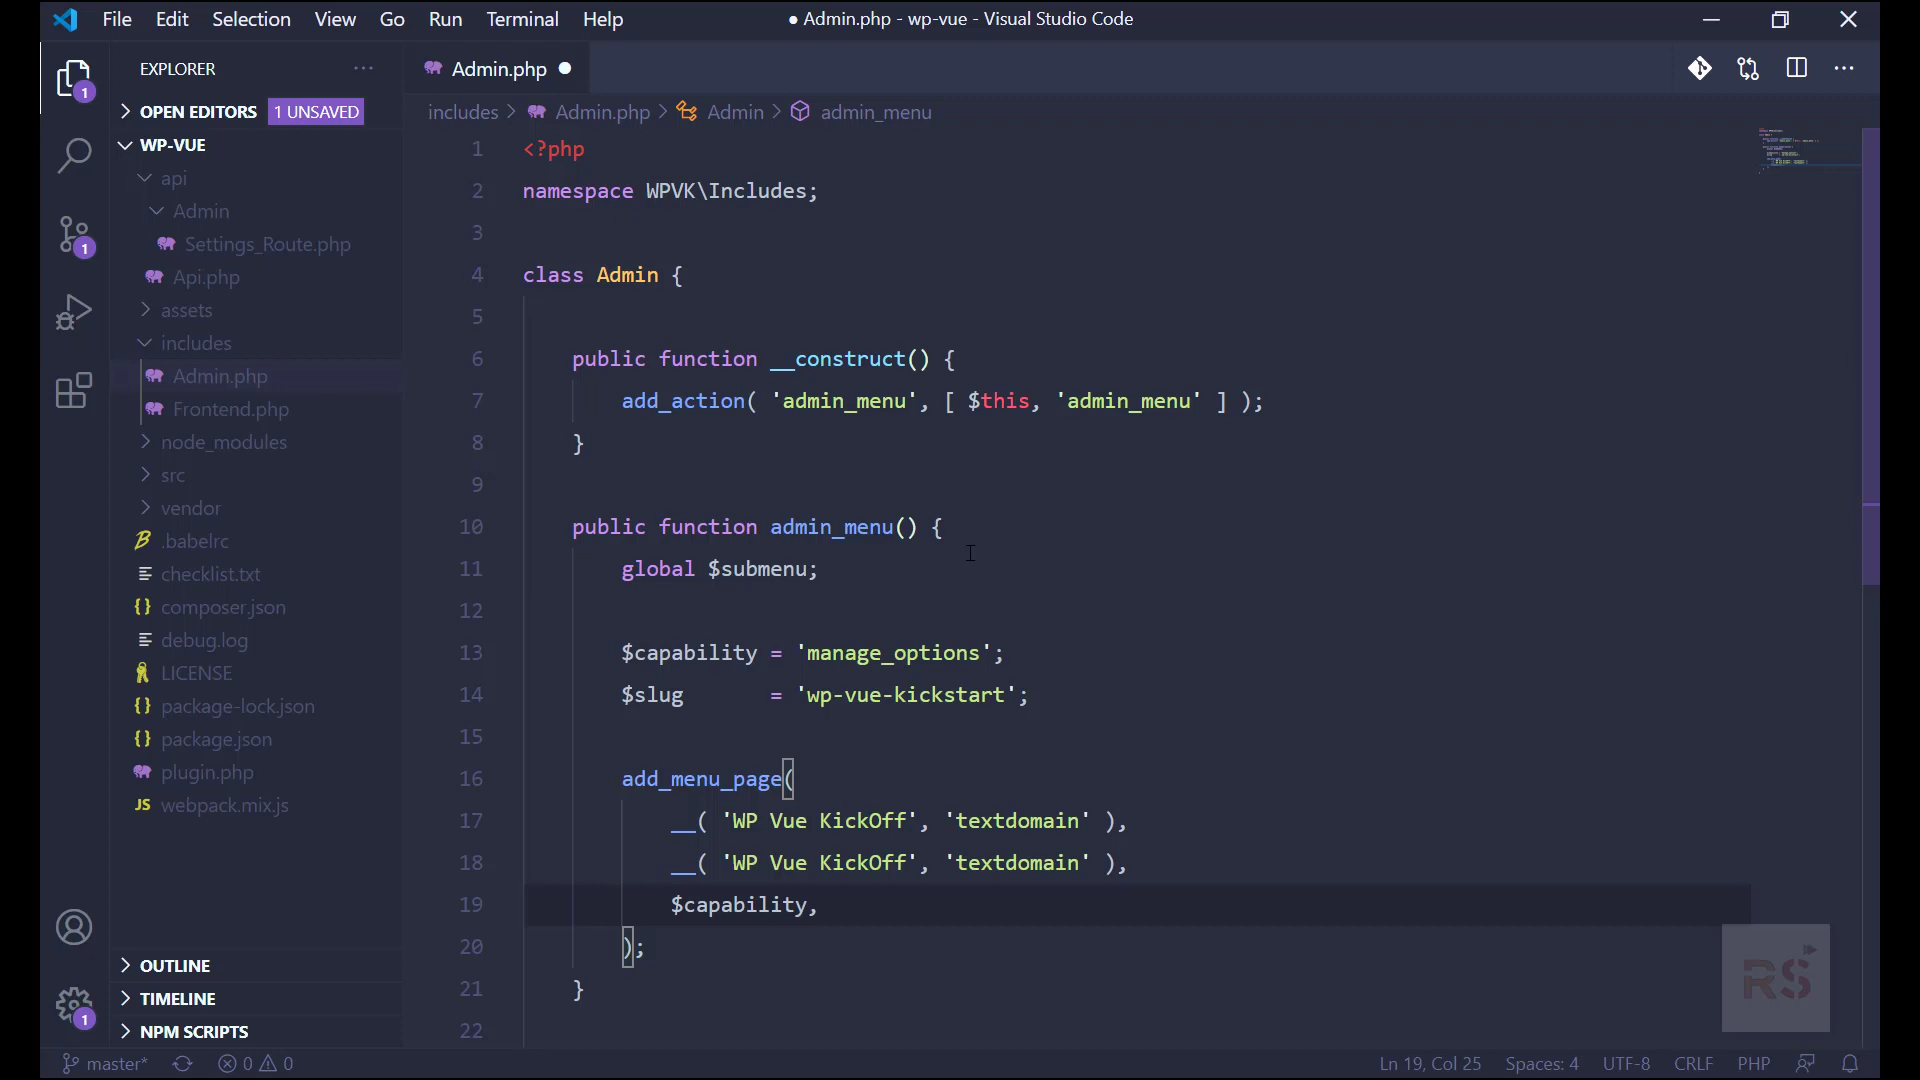 File Edit Selection View Go Run Terminal Help ● Admin.php - wp-vue - Visual Studio Code
EXPLORER
Admin.php
OPEN EDITORS 1 UNSAVED
includes > Admin.php > Admin > admin_menu
WP-VUE
api
Admin
Settings_Route.php
Api.php
assets
includes
Admin.php
Frontend.php
node_modules
src
vendor
.babelrc
checklist.txt
composer.json
debug.log
LICENSE
package-lock.json
package.json
plugin.php
JS webpack.mix.js
OUTLINE
TIMELINE
NPM SCRIPTS
1
1
1
1 <?php
2 namespace WPVK\Includes;
3
4 class Admin {
5
6 public function __construct() {
7 add_action( 'admin_menu', [ $this, 'admin_menu' ] );
8 }
9
10 public function admin_menu() {
11 global $submenu;
12
13 $capability = 'manage_options';
14 $slug       = 'wp-vue-kickstart';
15
16 add_menu_page(
17 __( 'WP Vue KickOff', 'textdomain' ),
18 __( 'WP Vue KickOff', 'textdomain' ),
19 $capability,
20 );
21 }
22
RS
master* 0 0 Ln 19, Col 25 Spaces: 4 UTF-8 CRLF PHP